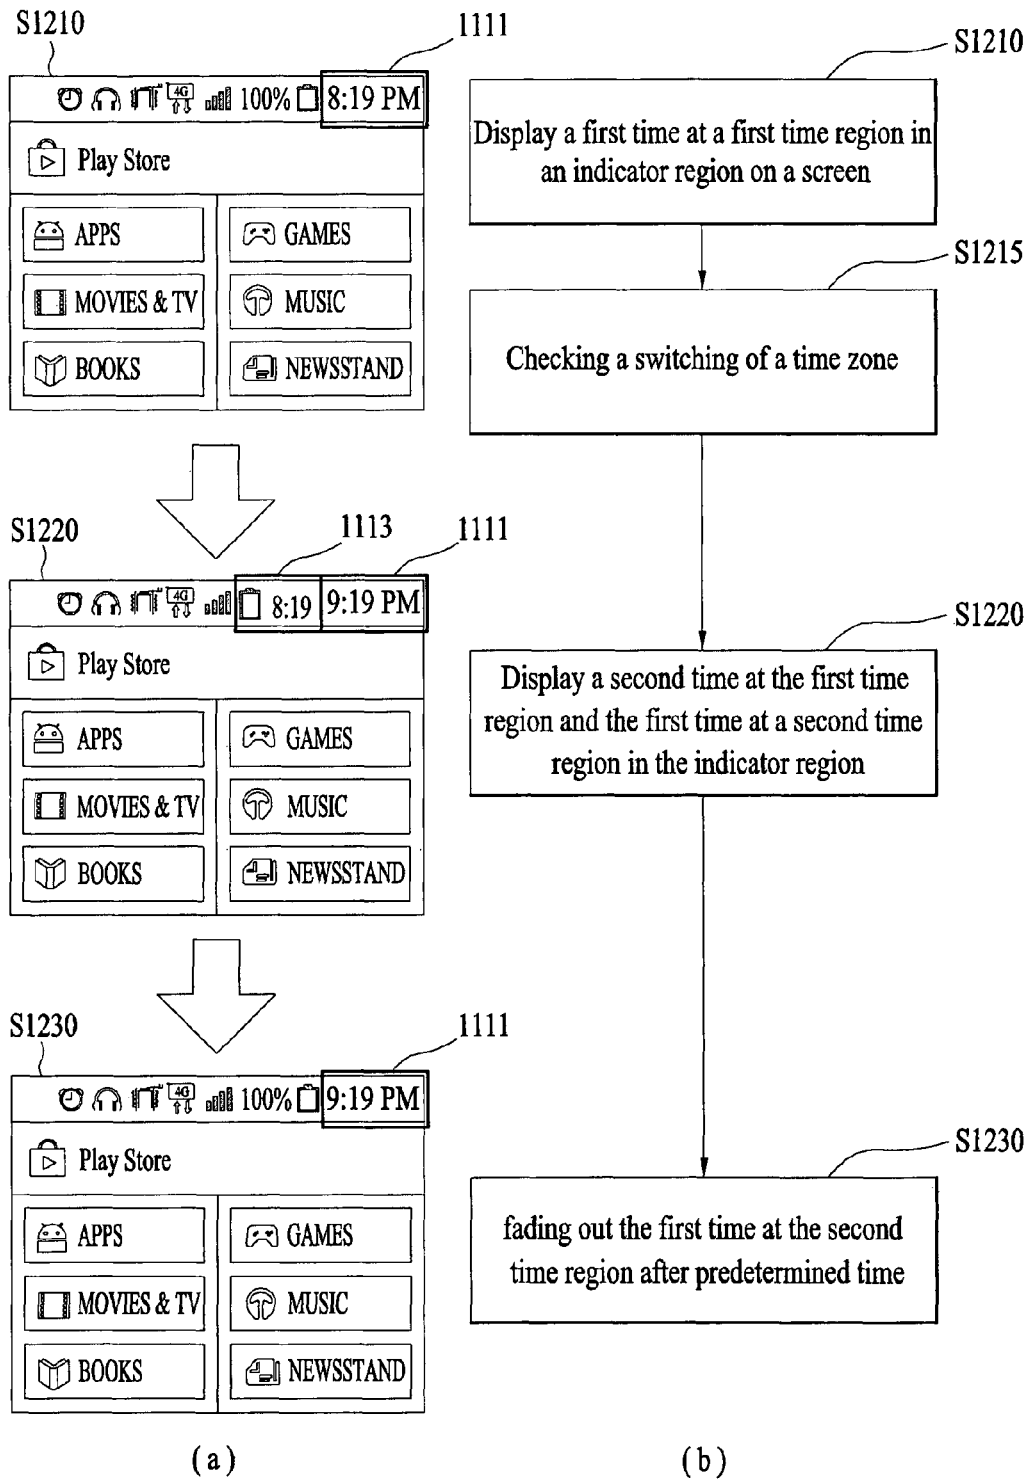 S1210
1111
4G
100%
8:19 PM
Play Store
APPS
GAMES
MOVIES & TV
MUSIC
BOOKS
NEWSSTAND
S1220
1113
1111
4G
8:19
9:19 PM
Play Store
APPS
GAMES
MOVIES & TV
MUSIC
BOOKS
NEWSSTAND
S1230
1111
4G
100%
9:19 PM
Play Store
APPS
GAMES
MOVIES & TV
MUSIC
BOOKS
NEWSSTAND
(a)
S1210
Display a first time at a first time region in
an indicator region on a screen
S1215
Checking a switching of a time zone
S1220
Display a second time at the first time
region and the first time at a second time
region in the indicator region
S1230
fading out the first time at the second
time region after predetermined time
(b)